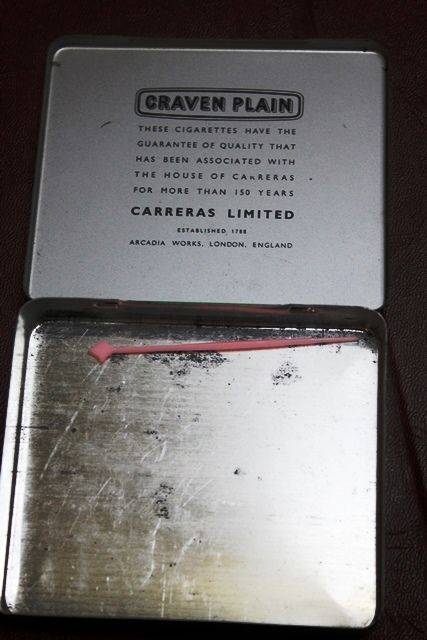 CRAVEN PLAIN
THESE CIGARETTES HAVE THE
GUARANTEE OF QUALITY THAT
HAS BEEN ASSOCIATED WITH
THE HOUSE OF CARRERAS
FOR MORE THAN 150 YEARS
CARRERAS LIMITED
ESTABLISHED 1788
ARCADIA WORKS, LONDON, ENGLAND